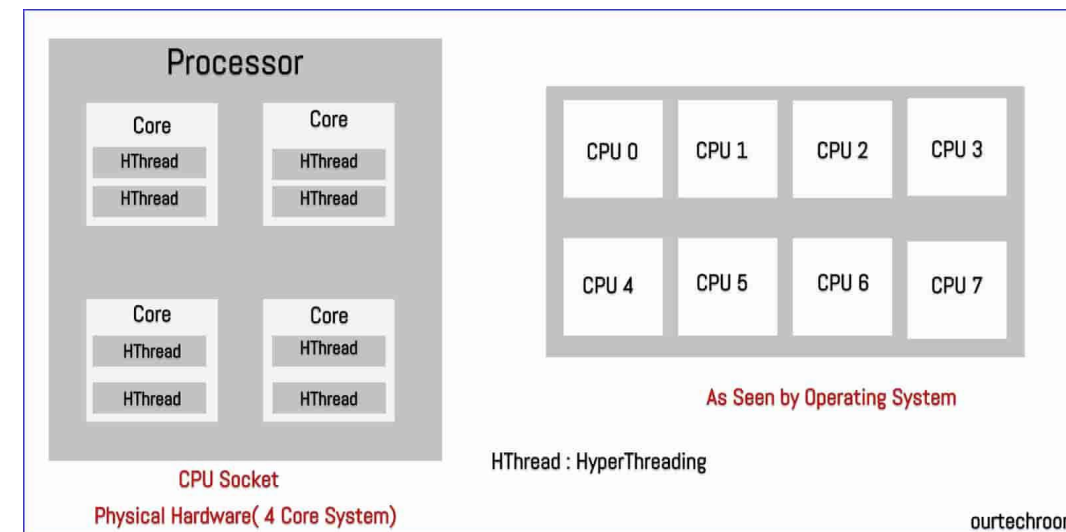 Processor
Core
HThread
HThread
Core
HThread
HThread
Core
HThread
HThread
Core
HThread
HThread
CPU Socket
Physical Hardware( 4 Core System)
CPU 0 CPU 1 CPU 2 CPU 3
CPU 4 CPU 5 CPU 6 CPU 7
As Seen by Operating System
HThread : HyperThreading
ourtechroom